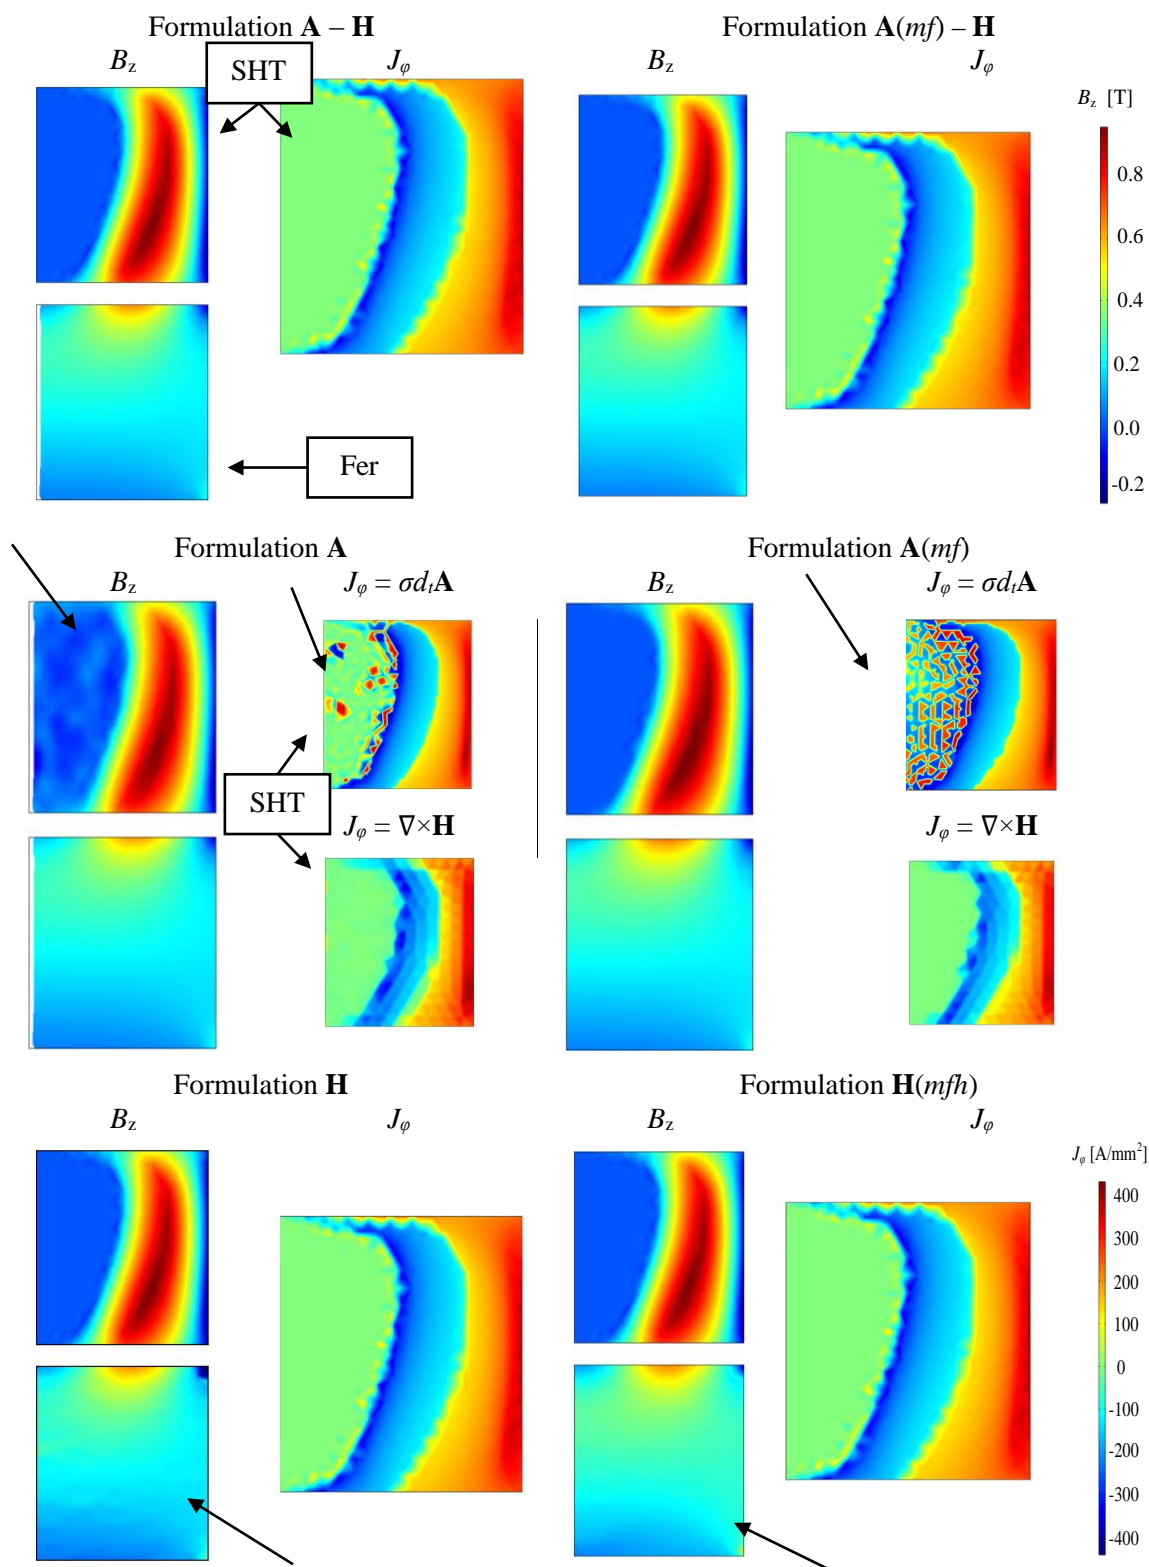 Formulation A – H
Formulation A(mf) – H
Bz
Jφ
Bz
Jφ
SHT
Bz [T]
0.8
0.6
0.4
0.2
0.0
-0.2
Fer
Formulation A
Formulation A(mf)
Bz
Jφ = σdtA
Bz
Jφ = σdtA
SHT
Jφ = ∇×H
Jφ = ∇×H
Formulation H
Formulation H(mfh)
Bz
Jφ
Bz
Jφ
Jφ [A/mm²]
400
300
200
100
0
-100
-200
-300
-400